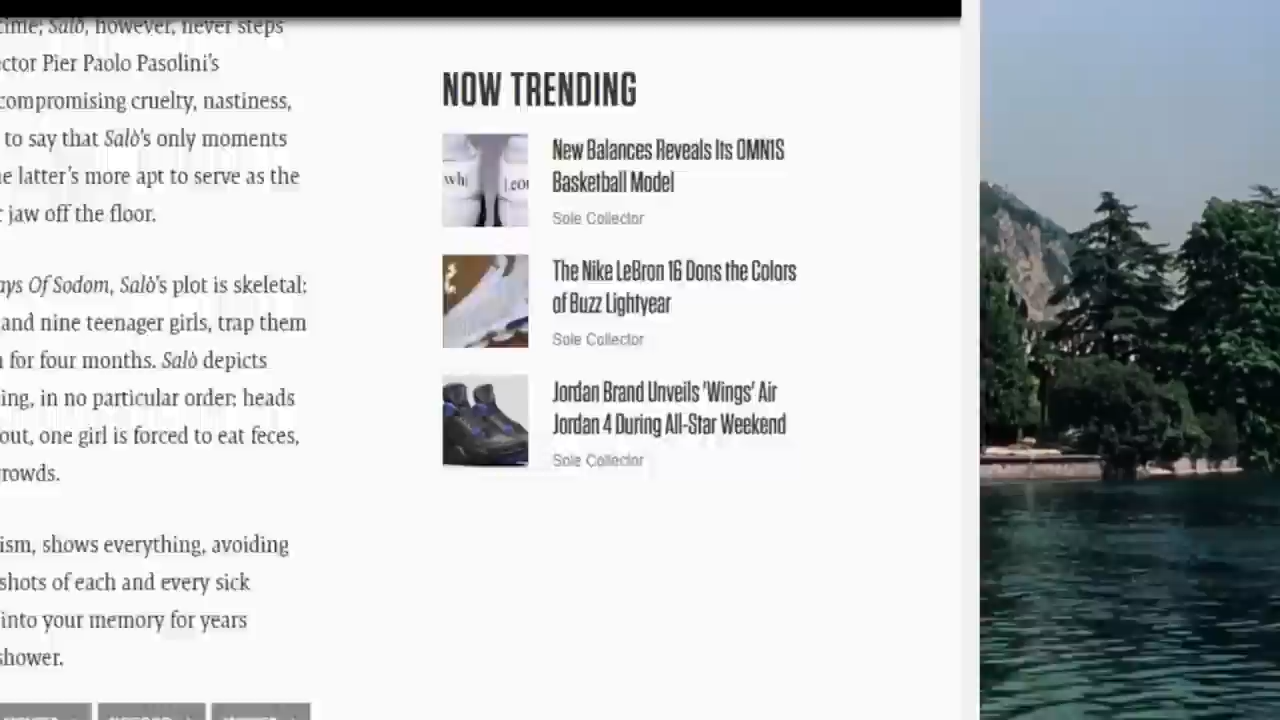 time; Salò, however, never steps
ector Pier Paolo Pasolini's
compromising cruelty, nastiness,
to say that Salò's only moments
e latter's more apt to serve as the
r jaw off the floor.
ays Of Sodom, Salò's plot is skeletal:
and nine teenager girls, trap them
n for four months. Salò depicts
ing, in no particular order; heads
out, one girl is forced to eat feces,
rowds.
ism, shows everything, avoiding
shots of each and every sick
into your memory for years
shower.
NOW TRENDING
New Balances Reveals Its OMN1S
Basketball Model
Sole Collector
The Nike LeBron 16 Dons the Colors
of Buzz Lightyear
Sole Collector
Jordan Brand Unveils 'Wings' Air
Jordan 4 During All-Star Weekend
Sole Collector